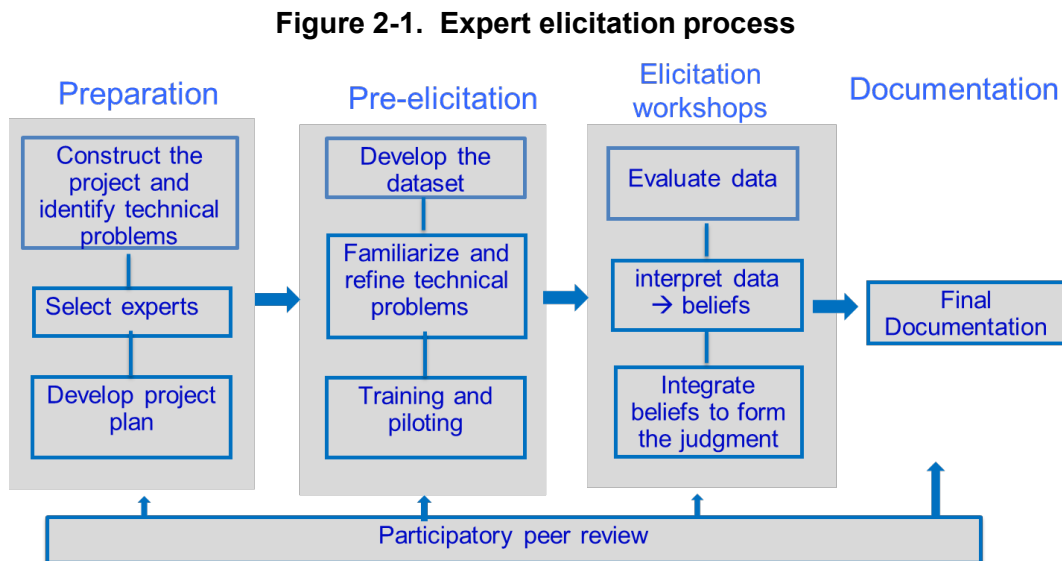 Figure 2-1. Expert elicitation process
Preparation
Construct the
project and
identify technical
problems
Select experts
Develop project
plan
Pre-elicitation
Develop the
dataset
Familiarize and
refine technical
problems
Training and
piloting
Elicitation
workshops
Evaluate data
interpret data
→ beliefs
Integrate
beliefs to form
the judgment
Documentation
Final
Documentation
Participatory peer review